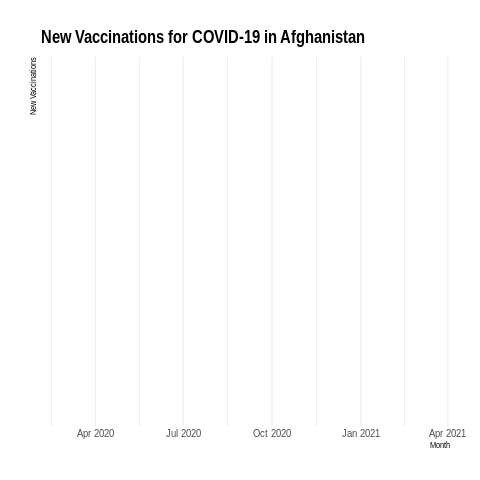 New Vaccinations for COVID-19 in Afghanistan
New Vaccinations
Apr 2020 Jul 2020 Oct 2020 Jan 2021 Apr 2021
Month